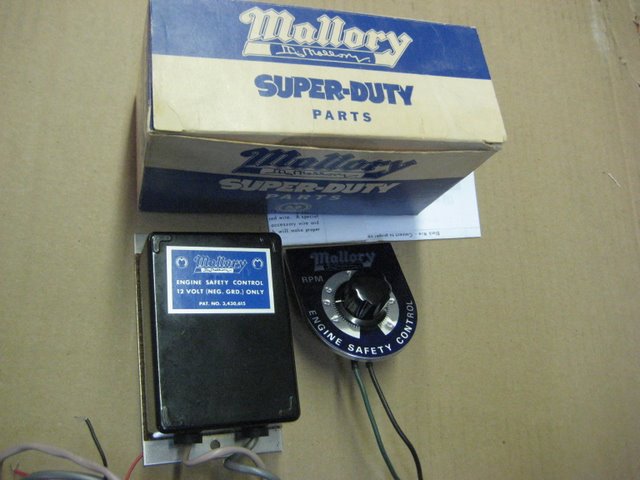 Mallory
M. Mallory
SUPER-DUTY
PARTS
Mallory
SUPER-DUTY
PARTS
Mallory
ENGINE SAFETY CONTROL
12 VOLT (NEG. GRD.) ONLY
PAT. NO. 3,430,615
Mallory
RPM
ENGINE SAFETY CONTROL